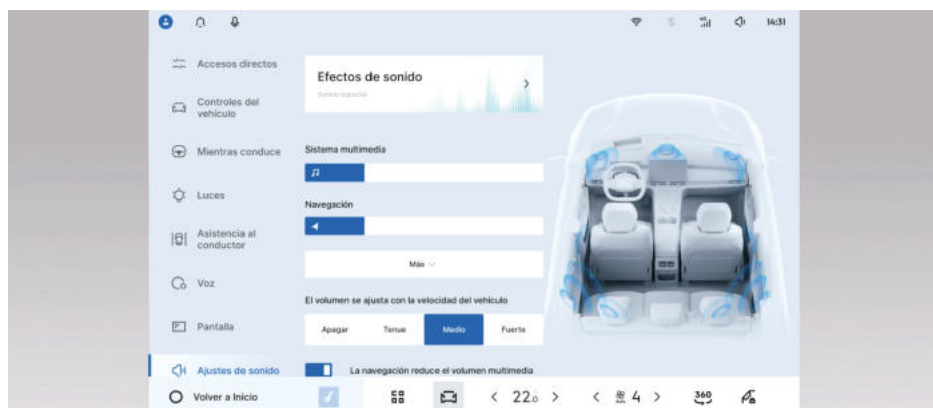 14:31
Accesos directos
Controles del
vehículo
Mientras conduce
Luces
Asistencia al
conductor
Voz
Pantalla
Ajustes de sonido
Volver a Inicio
Efectos de sonido
Sonido espacial
Sistema multimedia
Navegación
Más
El volumen se ajusta con la velocidad del vehículo
Apagar Tenue Medio Fuerte
La navegación reduce el volumen multimedia
< 22.0 >
< 4 >
360